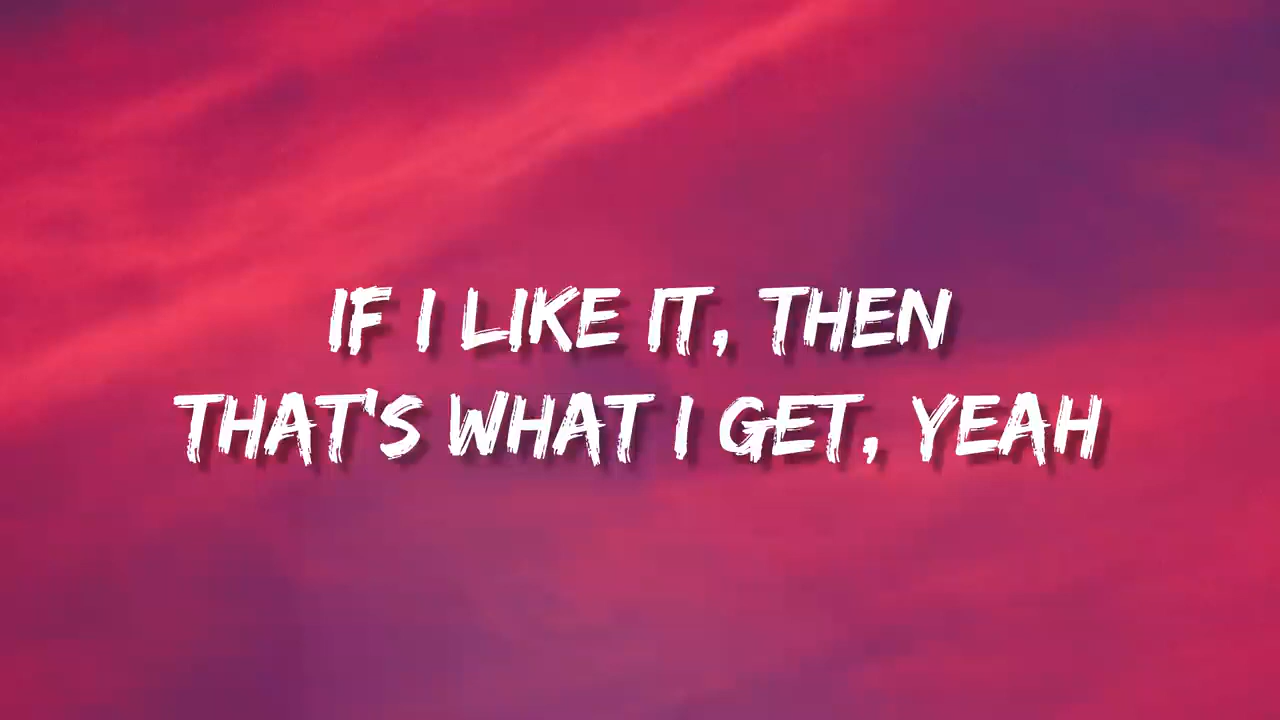 IF I LIKE IT, THEN
THAT'S WHAT I GET, YEAH